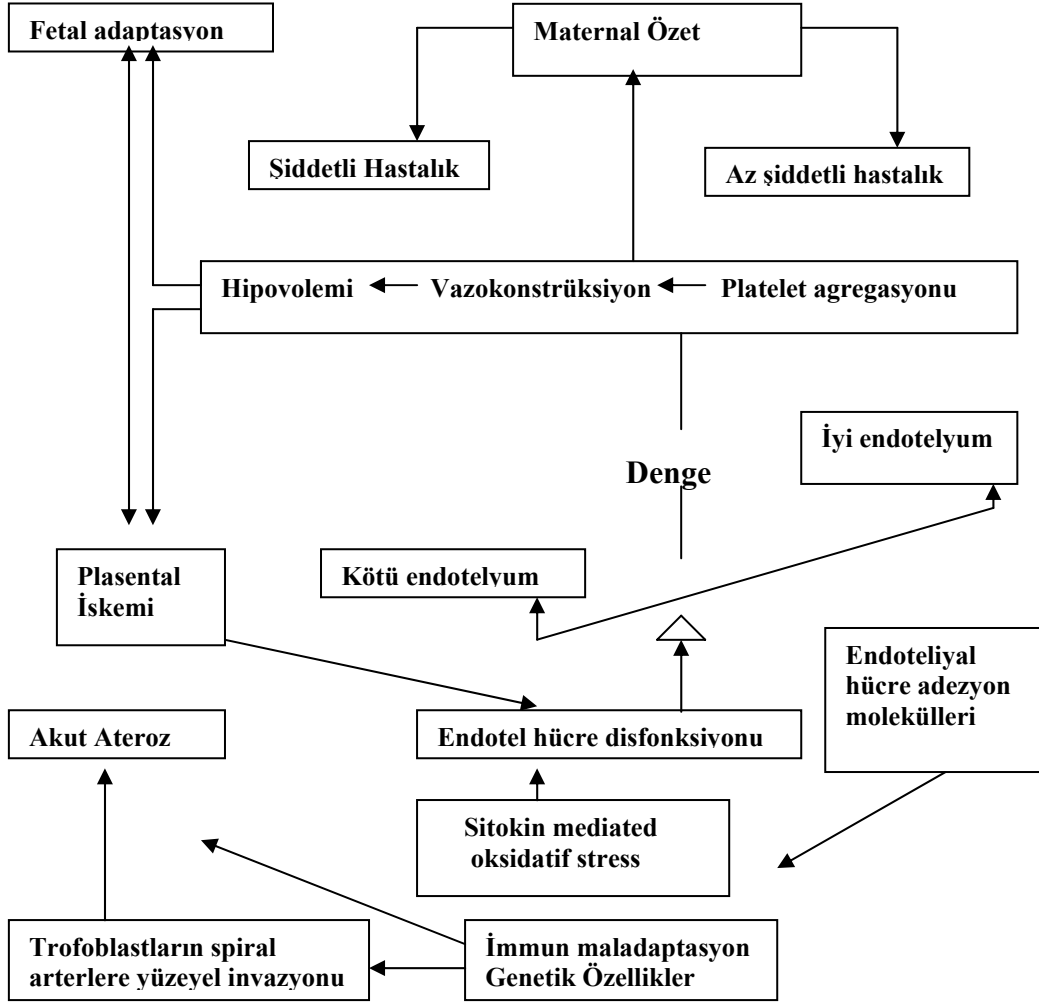 Fetal adaptasyon
Maternal Özet
Şiddetli Hastalık
Az şiddetli hastalık
Hipovolemi Vazokonstrüksiyon Platelet agregasyonu
İyi endotelyum
Denge
Kötü endotelyum
Plasental
İskemi
Endoteliyal
hücre adezyon
molekülleri
Akut Ateroz
Endotel hücre disfonksiyonu
Sitokin mediated
oksidatif stress
Trofoblastların spiral
arterlere yüzeyel invazyonu
İmmun maladaptasyon
Genetik Özellikler